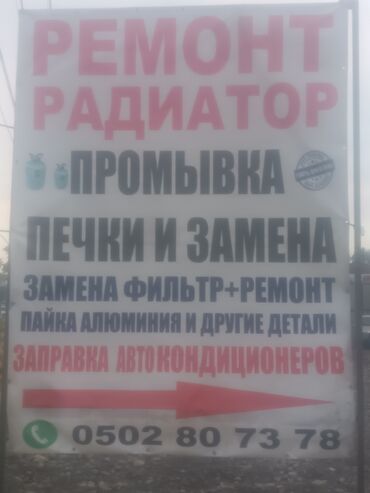 РЕМОНТ
РАДИАТОР
ПРОМЫВКА
ПЕЧКИ И ЗАМЕНА
ЗАМЕНА ФИЛЬТР+РЕМОНТ
ПАЙКА АЛЮМИНИЯ И ДРУГИЕ ДЕТАЛИ
ЗАПРАВКА АВТОКОНДИЦИОНЕРОВ
0502 80 73 78